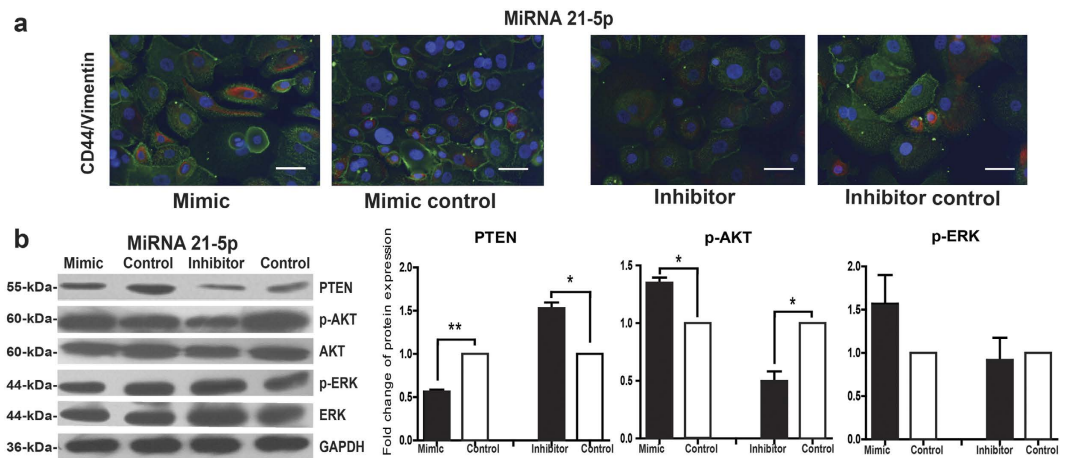 a
MiRNA 21-5p
CD44/Vimentin
Mimic
Mimic control
Inhibitor
Inhibitor control
b
MiRNA 21-5p
Mimic Control Inhibitor Control
55-kDa- PTEN
60-kDa- p-AKT
60-kDa- AKT
44-kDa- p-ERK
44-kDa- ERK
36-kDa- GAPDH
Fold change of protein expression
PTEN
2.0
1.5
1.0
0.5
0.0
**
*
Mimic Control Inhibitor Control
p-AKT
1.5
1.0
0.5
0.0
*
*
Mimic Control Inhibitor Control
p-ERK
2.0
1.5
1.0
0.5
0.0
Mimic Control Inhibitor Control